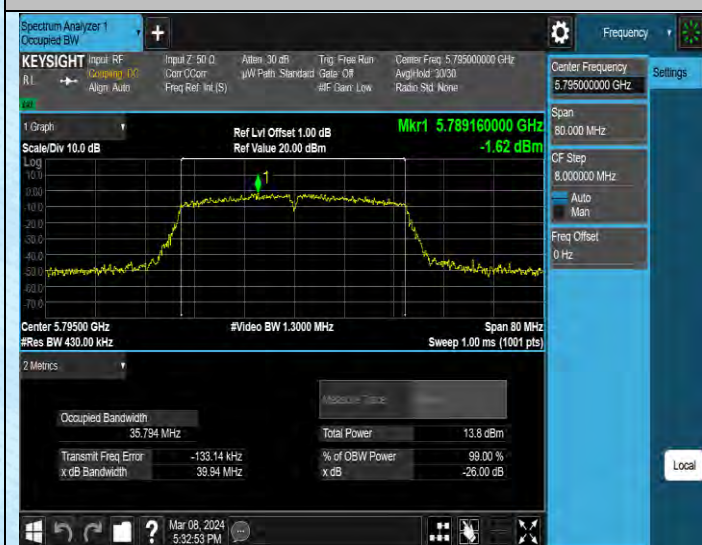 Spectrum Analyzer 1
Occupied BW
+
Frequency
KEYSIGHT Input: RF
RL Coupling: DC
Align: Auto
Input Z: 50 Ω
Corr CCorr
Freq Ref: Int (S)
Atten: 30 dB
µW Path: Standard
Trig: Free Run
Gate: Off
#IF Gain: Low
Center Freq: 5.795000000 GHz
Avg|Hold: 30/30
Radio Std: None
Center Frequency
5.795000000 GHz
Settings
Span
80.000 MHz
CF Step
8.000000 MHz
Auto
Man
Freq Offset
0 Hz
1 Graph
Scale/Div 10.0 dB
Ref Lvl Offset 1.00 dB
Ref Value 20.00 dBm
Mkr1 5.789160000 GHz
-1.62 dBm
Log
10.0
0.00
-10.0
-20.0
-30.0
-40.0
-50.0
-60.0
-70.0
1
Center 5.79500 GHz
#Res BW 430.00 kHz
#Video BW 1.3000 MHz
Span 80 MHz
Sweep 1.00 ms (1001 pts)
2 Metrics
Measure Trace
Occupied Bandwidth
35.794 MHz
Total Power 13.8 dBm
Transmit Freq Error -133.14 kHz
% of OBW Power 99.00 %
x dB Bandwidth 39.94 MHz
x dB -26.00 dB
Local
?
Mar 08, 2024
5:32:53 PM